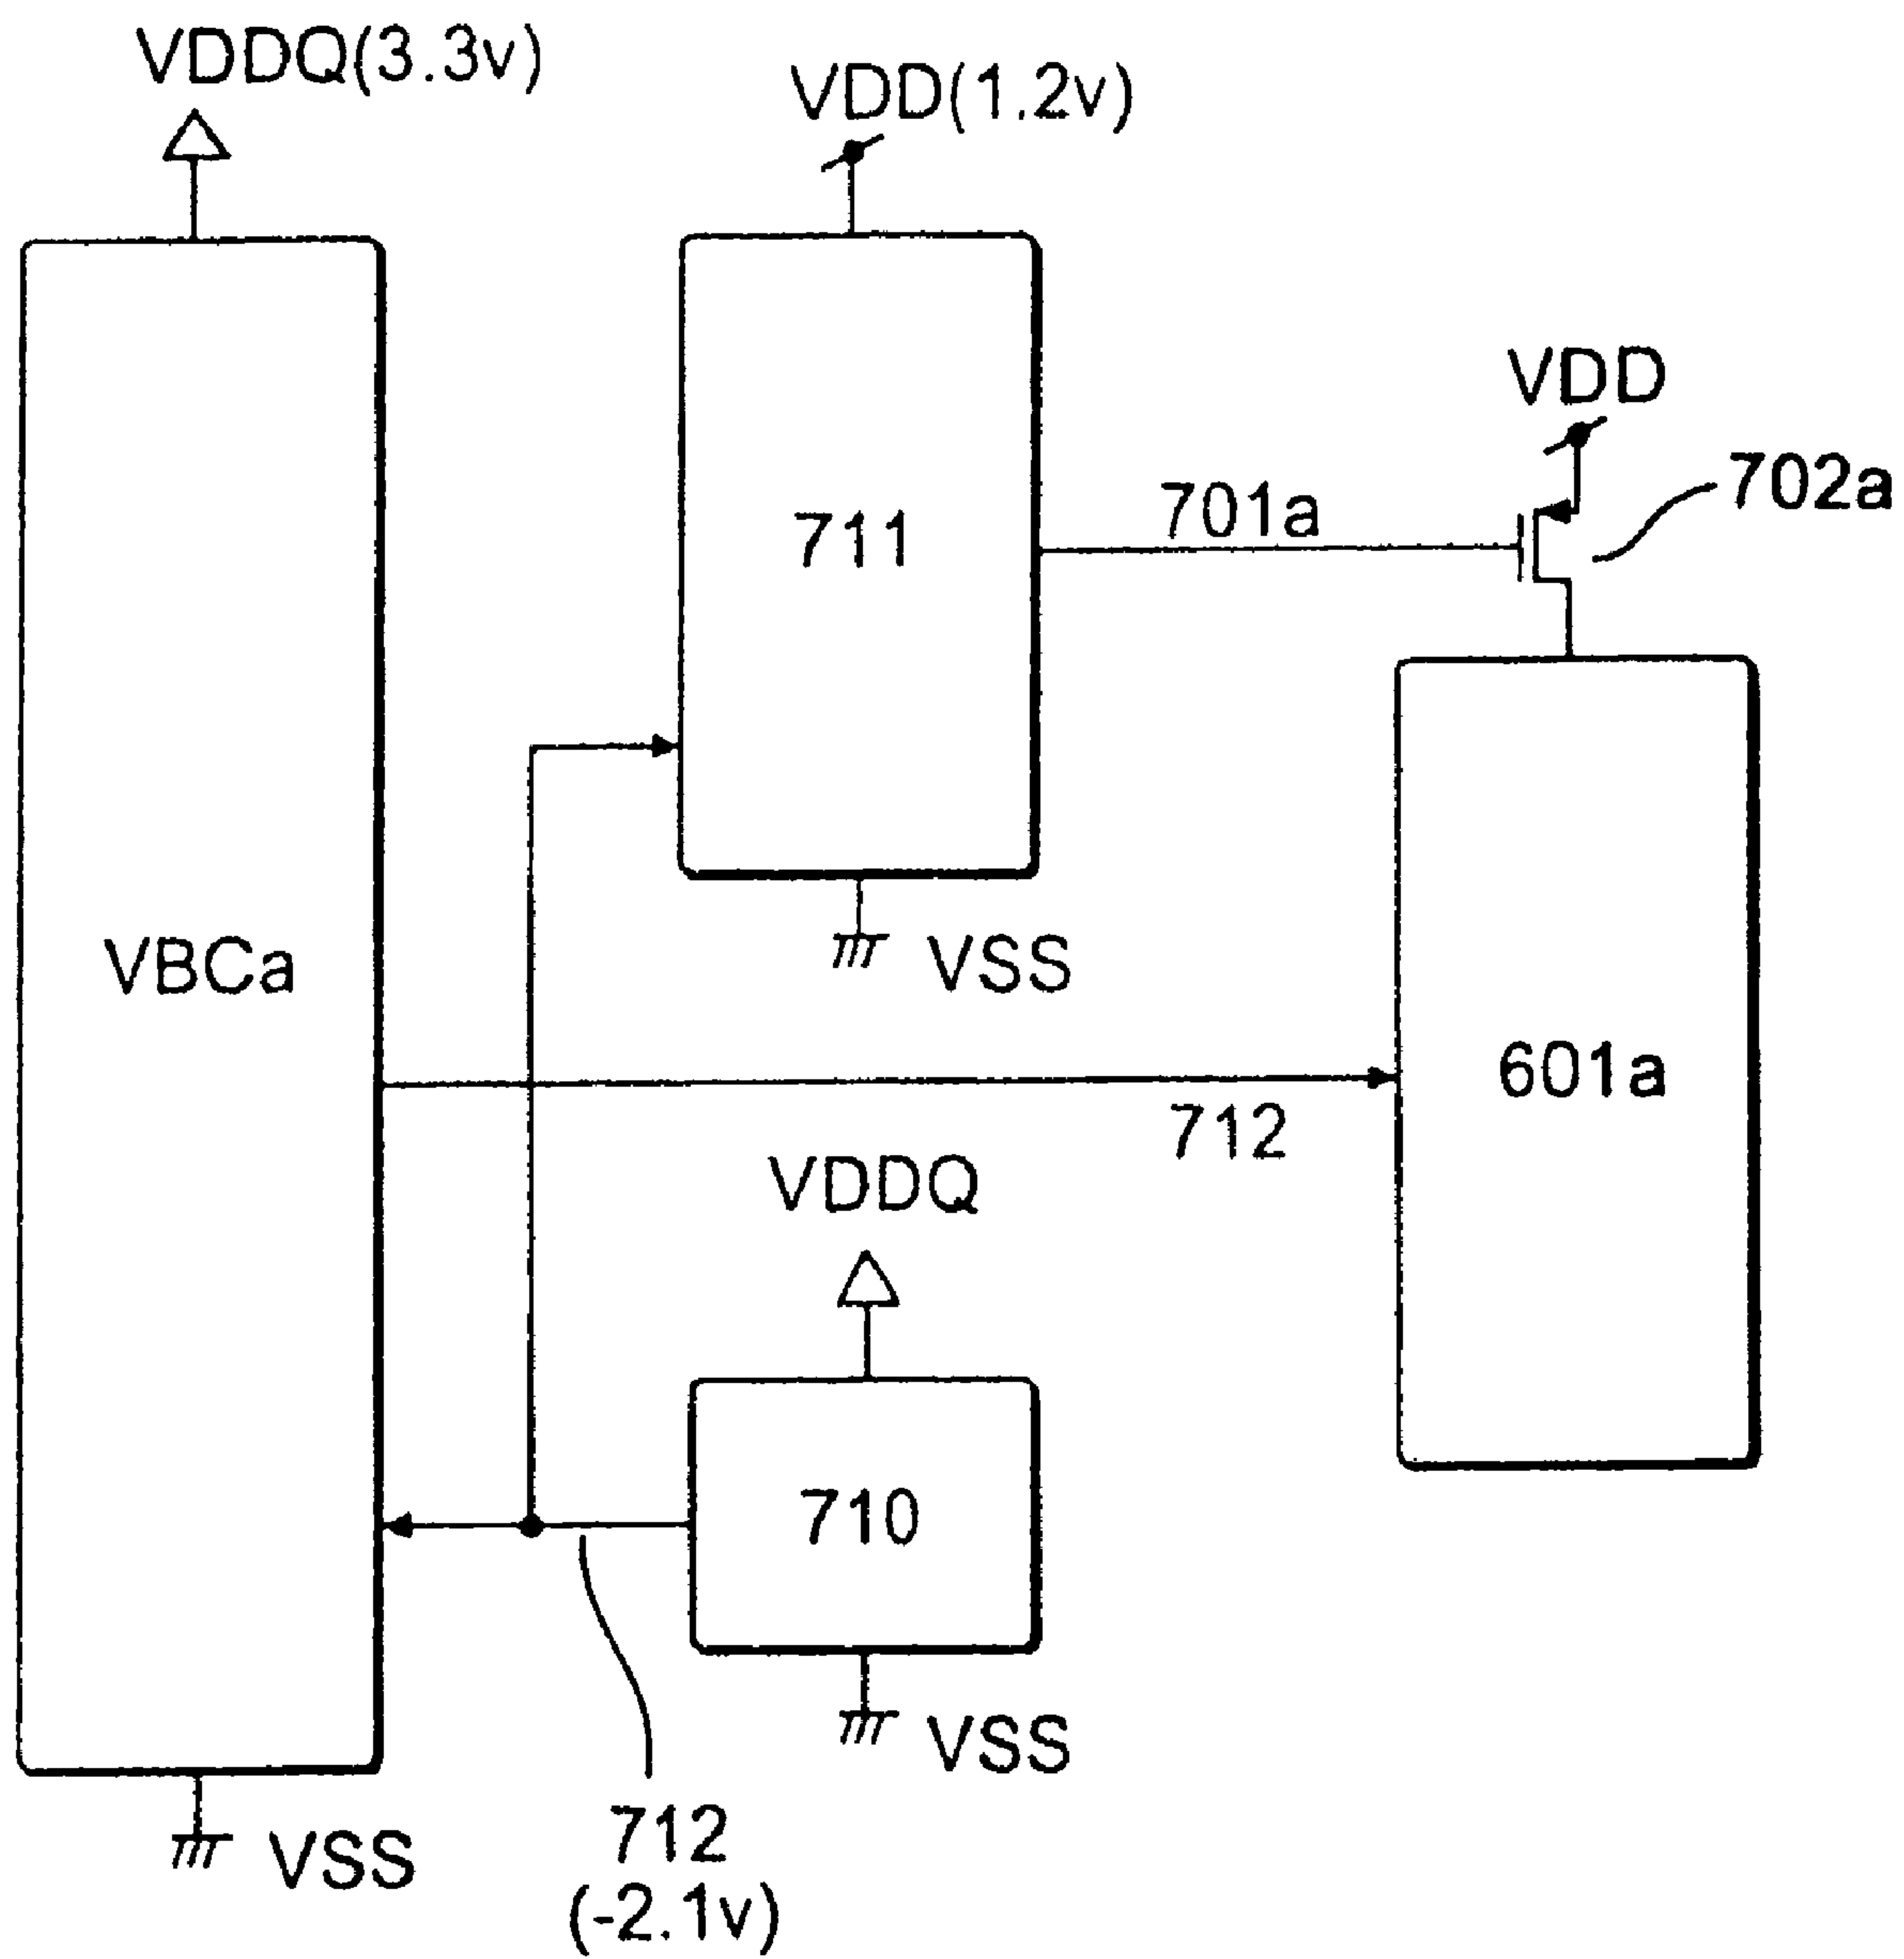 VDDQ(3.3v)
VDD(1.2v)
VDD
702a
701a
711
VSS
VBCa
601a
712
VDDQ
710
VSS
712
(-2.1v)
VSS